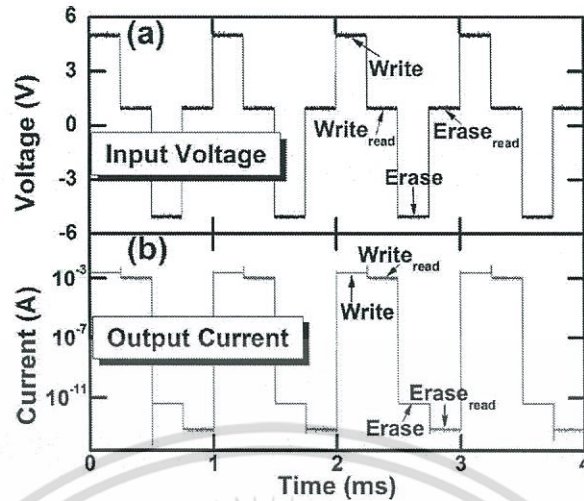 6
(a)
Write
3
0
Write read
Erase read
Input Voltage
-3
Erase
-6
Voltage (V)
(b)
Write read
10-3
Write
10-7
Output Current
10-11
Erase read
Erase
Current (A)
0
1
2
3
4
Time (ms)